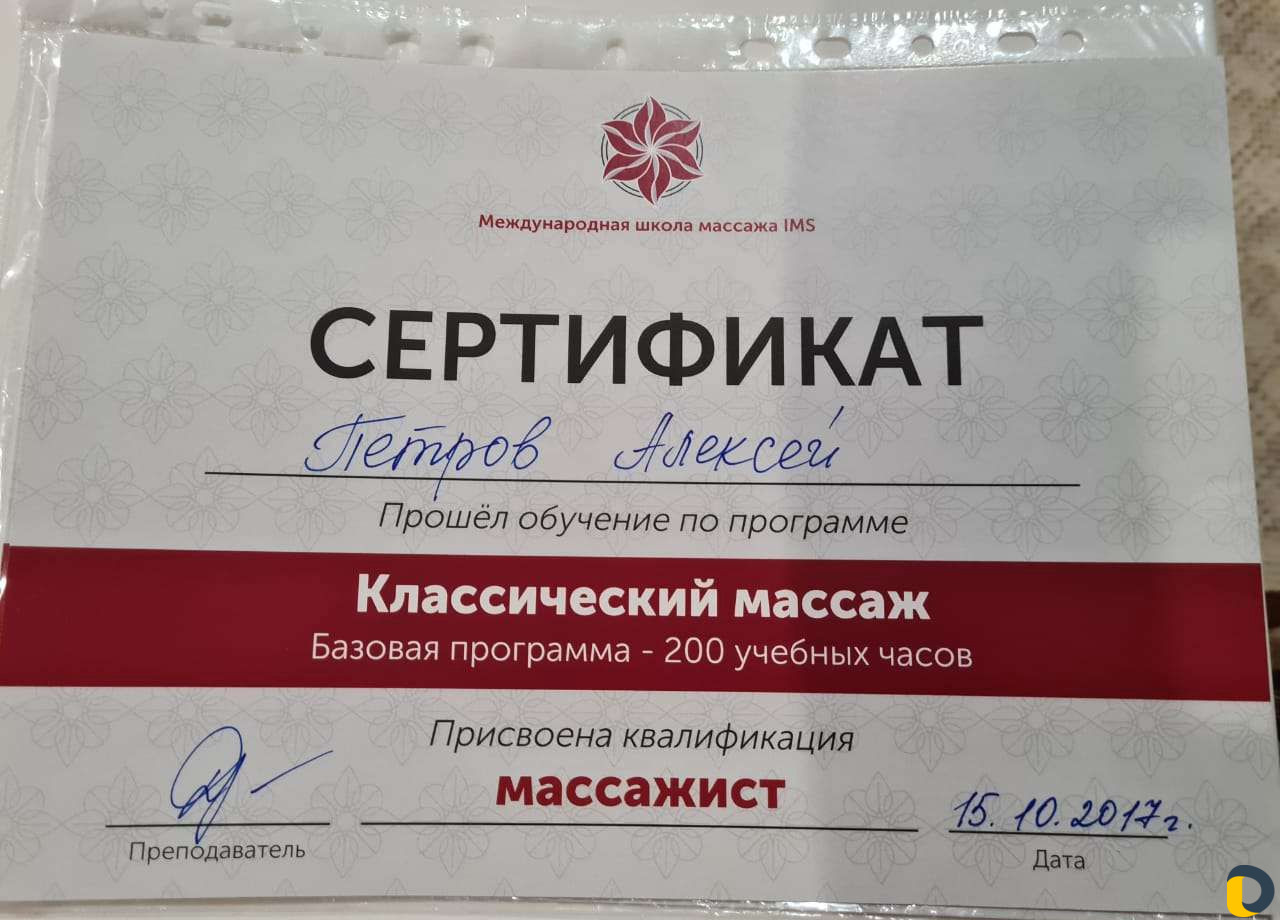 Международная школа массажа IMS
СЕРТИФИКАТ
Петров Алексей
Прошёл обучение по программе
Классический массаж
Базовая программа - 200 учебных часов
Присвоена квалификация
массажист
15.10.2017г.
Преподаватель
Дата